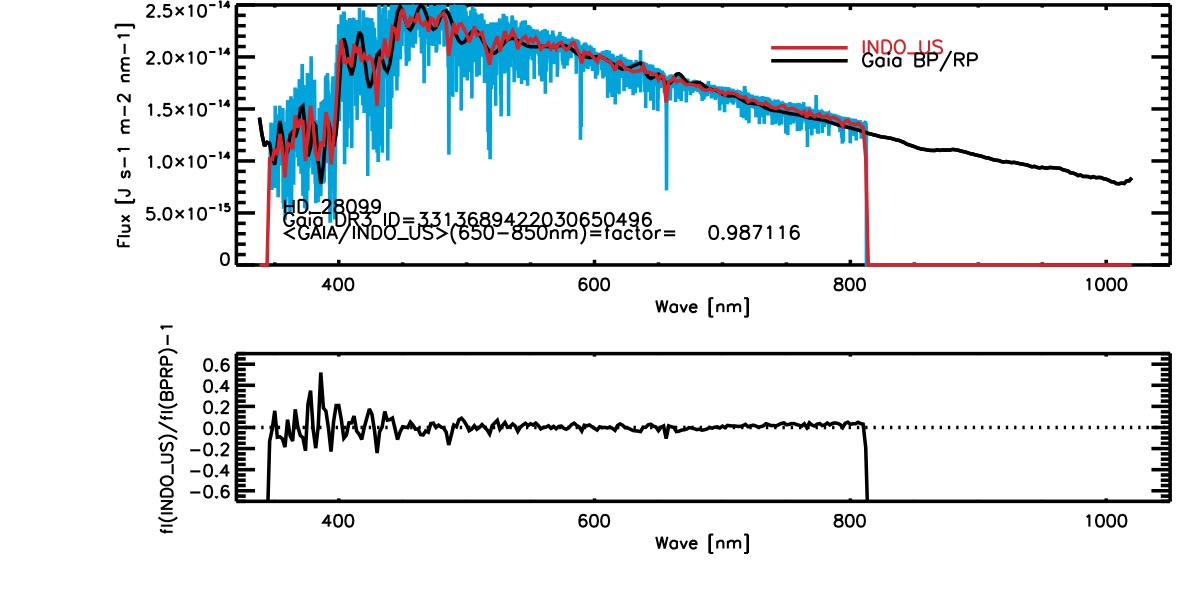 2.5×10⁻¹⁴
2.0×10⁻¹⁴
1.5×10⁻¹⁴
1.0×10⁻¹⁴
5.0×10⁻¹⁵
0
Flux [J s-1 m-2 nm-1]
INDO_US
Gaia BP/RP
HD_28099
Gaia DR3 ID=3313689422030650496
<GAIA/INDO_US>(650-850nm)=factor= 0.987116
400 600 800 1000
Wave [nm]
fl(INDO_US)/fl(BPRP)-1
0.6
0.4
0.2
0.0
-0.2
-0.4
-0.6
400 600 800 1000
Wave [nm]